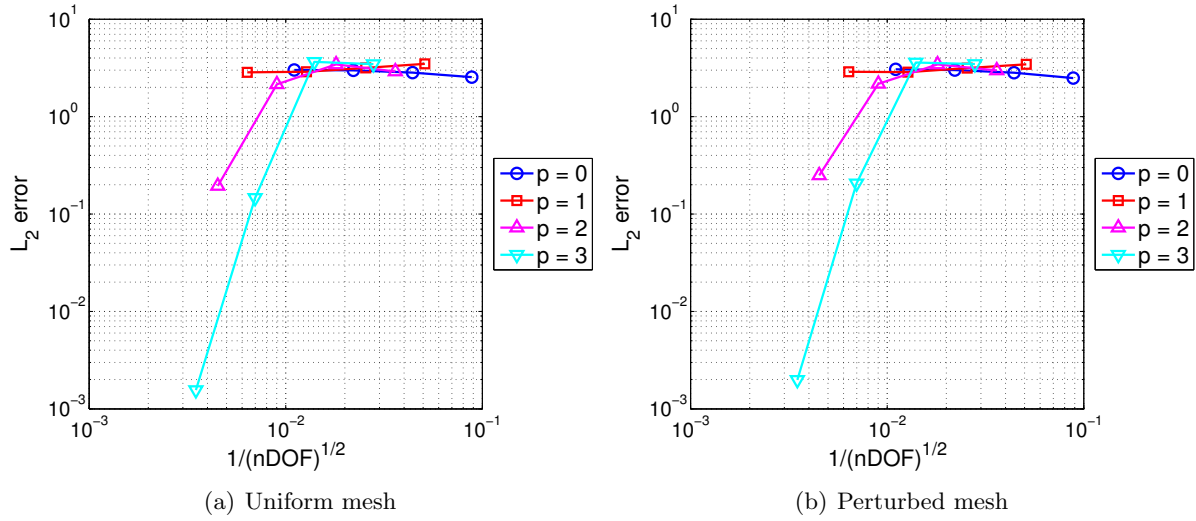 10^1
10^0
10^-1
10^-2
10^-3
L_2 error
10^-3
10^-2
10^-1
1/(nDOF)^1/2
p = 0
p = 1
p = 2
p = 3
(a) Uniform mesh
10^1
10^0
10^-1
10^-2
10^-3
L_2 error
10^-3
10^-2
10^-1
1/(nDOF)^1/2
p = 0
p = 1
p = 2
p = 3
(b) Perturbed mesh